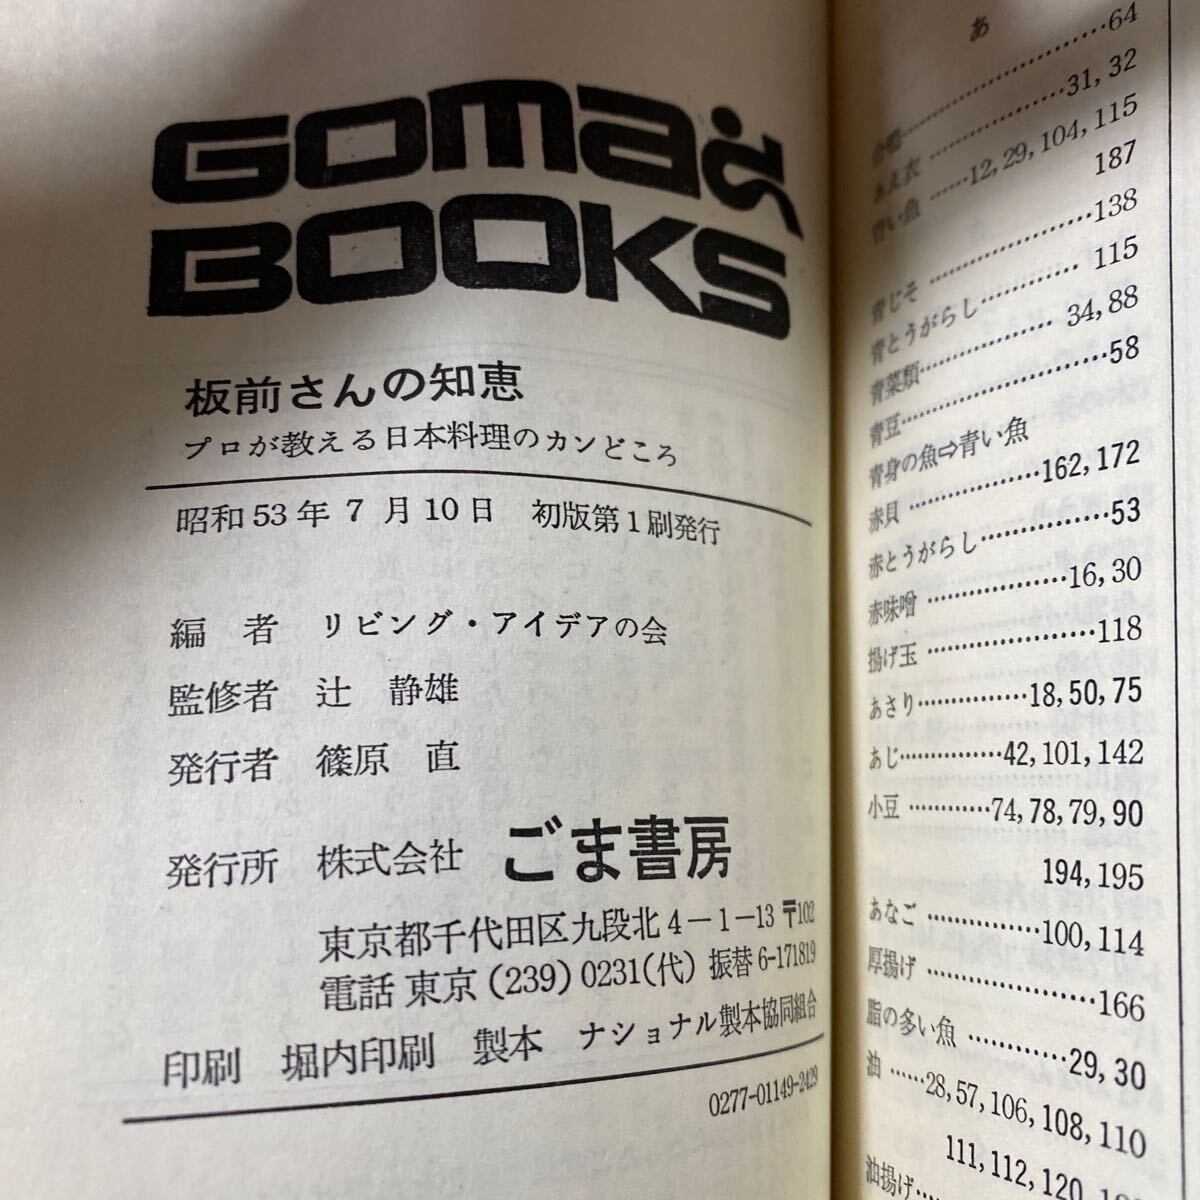 GOMA
BOOKS
板前さんの知恵
プロが教える日本料理のカンどころ
昭和53年 7 月10日 初版第1刷発行
編 者 リビング・アイデアの会
監修者 辻 静雄
発行者 篠原 直
発行所 株式会社 ごま書房
東京都千代田区九段北4-1-13 〒102
電話 東京 (239) 0231(代) 振替 6-171819
印刷 堀内印刷 製本 ナショナル製本協同組合
0277-01149-2429
あ
合鴨……………………64
あえ衣……………31, 32
青い魚……12, 29, 104, 115
187
青じそ……………………138
青とうがらし………… 115
青菜類…………… 34, 88
青豆……………………58
青身の魚⇨青い魚
赤貝……………162, 172
赤とうがらし……………53
赤味噌………………16, 30
揚げ玉……………………118
あさり……………18, 50, 75
あじ……………42, 101, 142
小豆…………74, 78, 79, 90
194, 195
あなご……………100, 114
厚揚げ……………………166
脂の多い魚…………29, 30
油……28, 57, 106, 108, 110
111, 112, 120,
油揚げ……